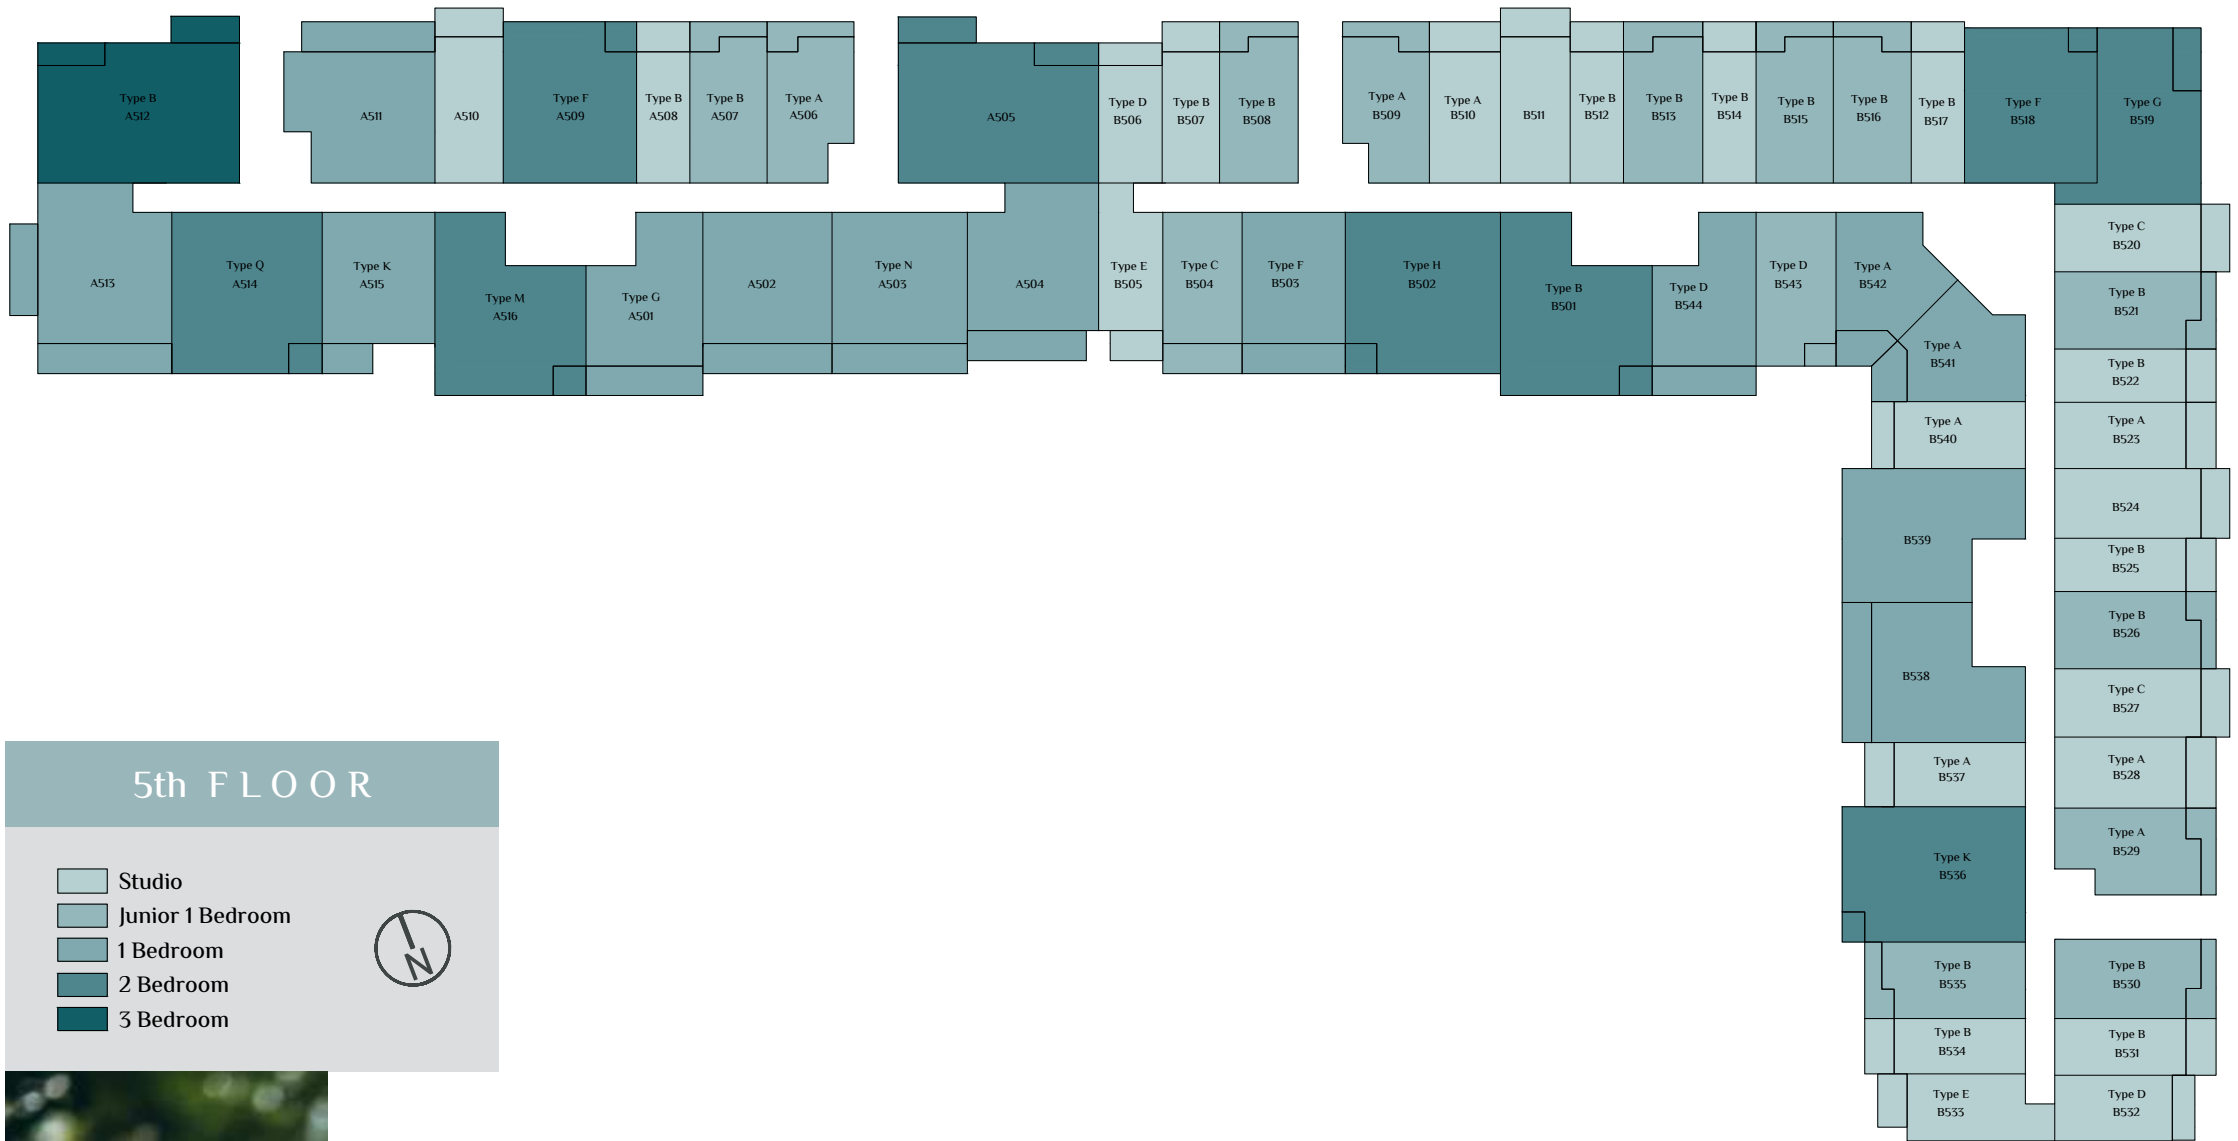 Type B
A512
A511
A510
Type F
A509
Type B
A508
Type B
A507
Type A
A506
A505
Type D
B506
Type B
B507
Type B
B508
Type A
B509
Type A
B510
B511
Type B
B512
Type B
B513
Type B
B514
Type B
B515
Type B
B516
Type B
B517
Type F
B518
Type G
B519
A513
Type Q
A514
Type K
A515
Type M
A516
Type G
A501
A502
Type N
A503
A504
Type E
B505
Type C
B504
Type F
B503
Type H
B502
Type B
B501
Type D
B544
Type D
B543
Type A
B542
Type A
B541
Type A
B540
B539
B538
Type A
B537
Type K
B536
Type B
B535
Type B
B534
Type E
B533
Type C
B520
Type B
B521
Type B
B522
Type A
B523
B524
Type B
B525
Type B
B526
Type C
B527
Type A
B528
Type A
B529
Type B
B530
Type B
B531
Type D
B532
5th FLOOR
Studio
Junior 1 Bedroom
1 Bedroom
2 Bedroom
3 Bedroom
N